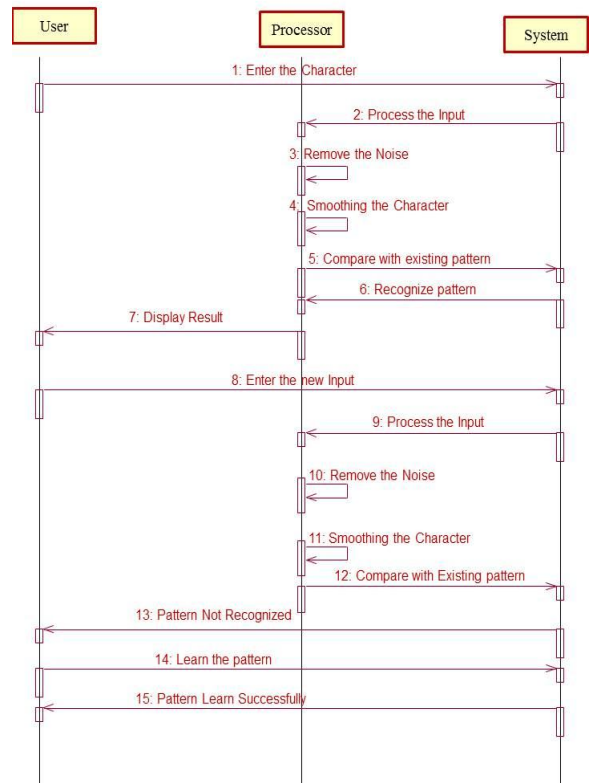 User
Processor
System
1: Enter the Character
2: Process the Input
3: Remove the Noise
4: Smoothing the Character
5: Compare with existing pattern
6: Recognize pattern
7: Display Result
8: Enter the new Input
9: Process the Input
10: Remove the Noise
11: Smoothing the Character
12: Compare with Existing pattern
13: Pattern Not Recognized
14: Learn the pattern
15: Pattern Learn Successfully